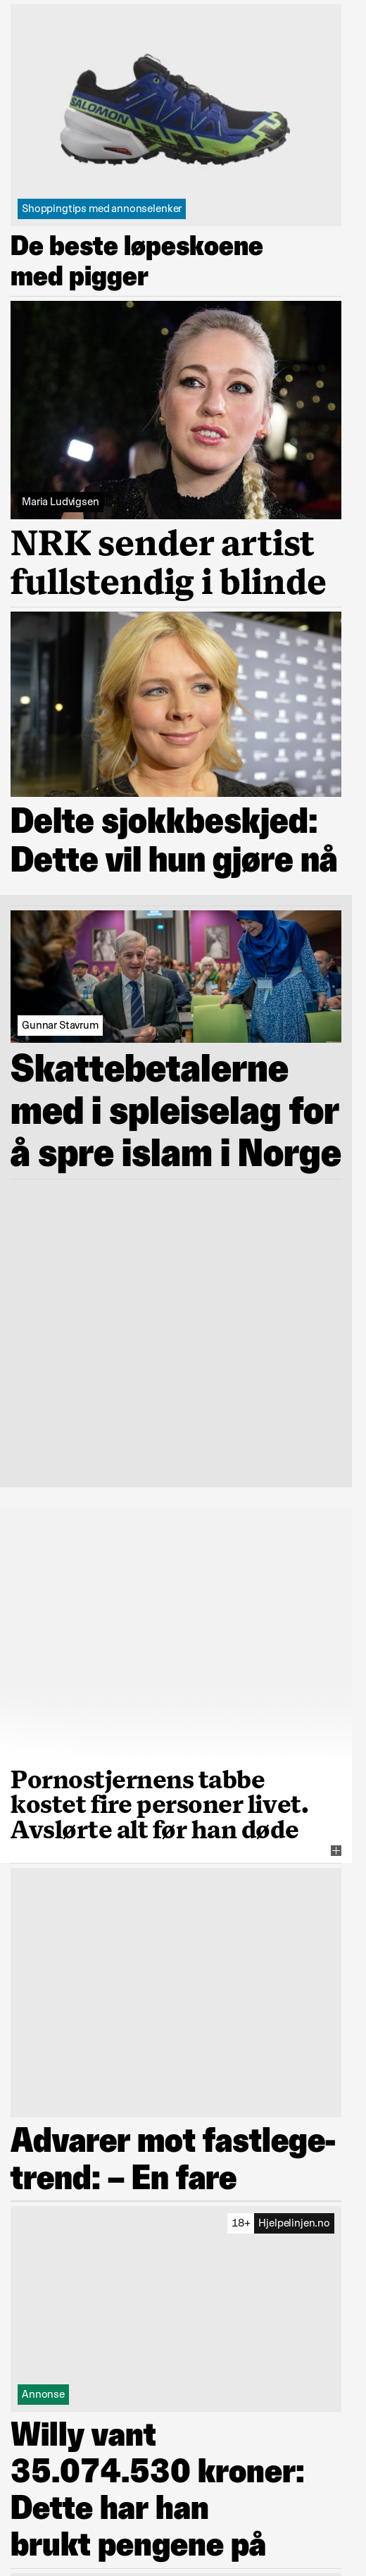 SALOMON
Shoppingtips med annonselenker
De beste løpeskoene
med pigger
Maria Ludvigsen
NRK sender artist
fullstendig i blinde
Delte sjokkbeskjed:
Dette vil hun gjøre nå
Gunnar Stavrum
Skattebetalerne
med i spleiselag for
å spre islam i Norge
Pornostjernens tabbe
kostet fire personer livet.
Avslørte alt før han døde
Advarer mot fastlege-
trend: – En fare
18+ Hjelpelinjen.no
Annonse
Willy vant
35.074.530 kroner:
Dette har han
brukt pengene på